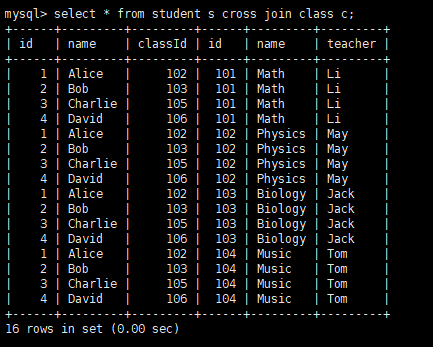 mysql> select * from student s cross join class c;
+------+---------+---------+------+---------+---------+
| id   | name    | classId | id   | name    | teacher |
+------+---------+---------+------+---------+---------+
|    1 | Alice   |     102 |  101 | Math    | Li      |
|    2 | Bob     |     103 |  101 | Math    | Li      |
|    3 | Charlie |     105 |  101 | Math    | Li      |
|    4 | David   |     106 |  101 | Math    | Li      |
|    1 | Alice   |     102 |  102 | Physics | May     |
|    2 | Bob     |     103 |  102 | Physics | May     |
|    3 | Charlie |     105 |  102 | Physics | May     |
|    4 | David   |     106 |  102 | Physics | May     |
|    1 | Alice   |     102 |  103 | Biology | Jack    |
|    2 | Bob     |     103 |  103 | Biology | Jack    |
|    3 | Charlie |     105 |  103 | Biology | Jack    |
|    4 | David   |     106 |  103 | Biology | Jack    |
|    1 | Alice   |     102 |  104 | Music   | Tom     |
|    2 | Bob     |     103 |  104 | Music   | Tom     |
|    3 | Charlie |     105 |  104 | Music   | Tom     |
|    4 | David   |     106 |  104 | Music   | Tom     |
+------+---------+---------+------+---------+---------+
16 rows in set (0.00 sec)